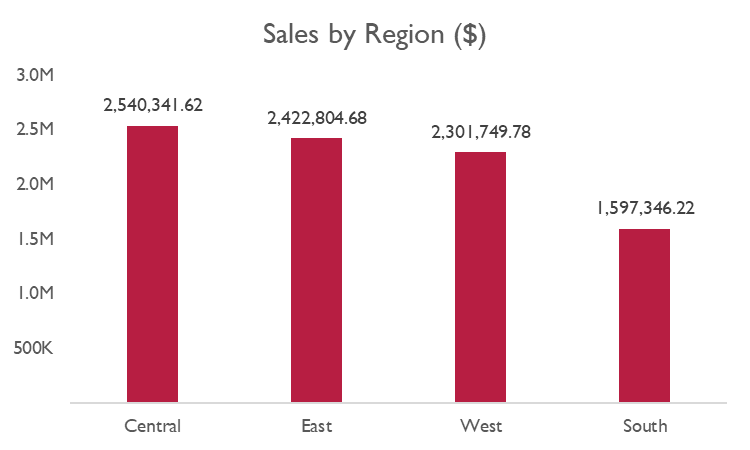 Sales by Region ($)
3.0M
2,540,341.62
2,422,804.68
2.5M
2,301,749.78
2.0M
1,597,346.22
1.5M
1.0M
500K
Central East West South